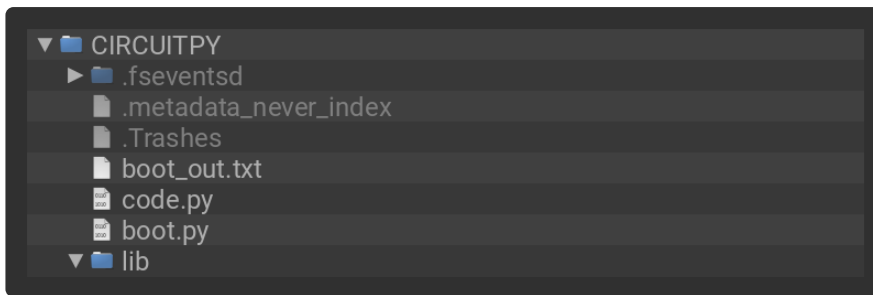 CIRCUITPY
.fseventsd
.metadata_never_index
.Trashes
boot_out.txt
code.py
boot.py
lib